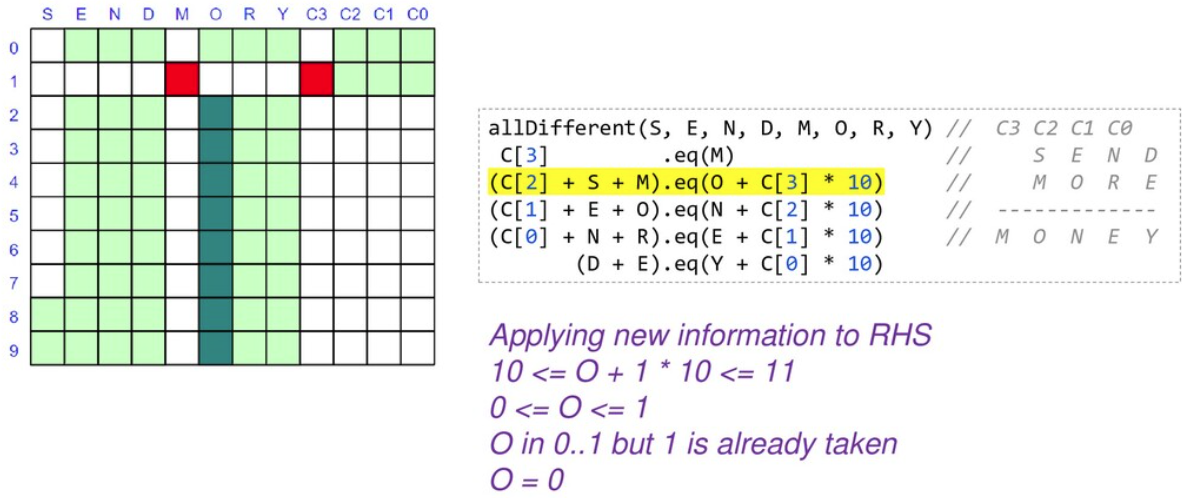 S E N D M O R Y C3 C2 C1 C0
0
1
2
3
4
5
6
7
8
9
allDifferent(S, E, N, D, M, O, R, Y) // C3 C2 C1 C0
C[3] .eq(M) // S E N D
(C[2] + S + M).eq(O + C[3] * 10) // M O R E
(C[1] + E + O).eq(N + C[2] * 10) // -------------
(C[0] + N + R).eq(E + C[1] * 10) // M O N E Y
(D + E).eq(Y + C[0] * 10)
Applying new information to RHS
10 <= O + 1 * 10 <= 11
0 <= O <= 1
O in 0..1 but 1 is already taken
O = 0